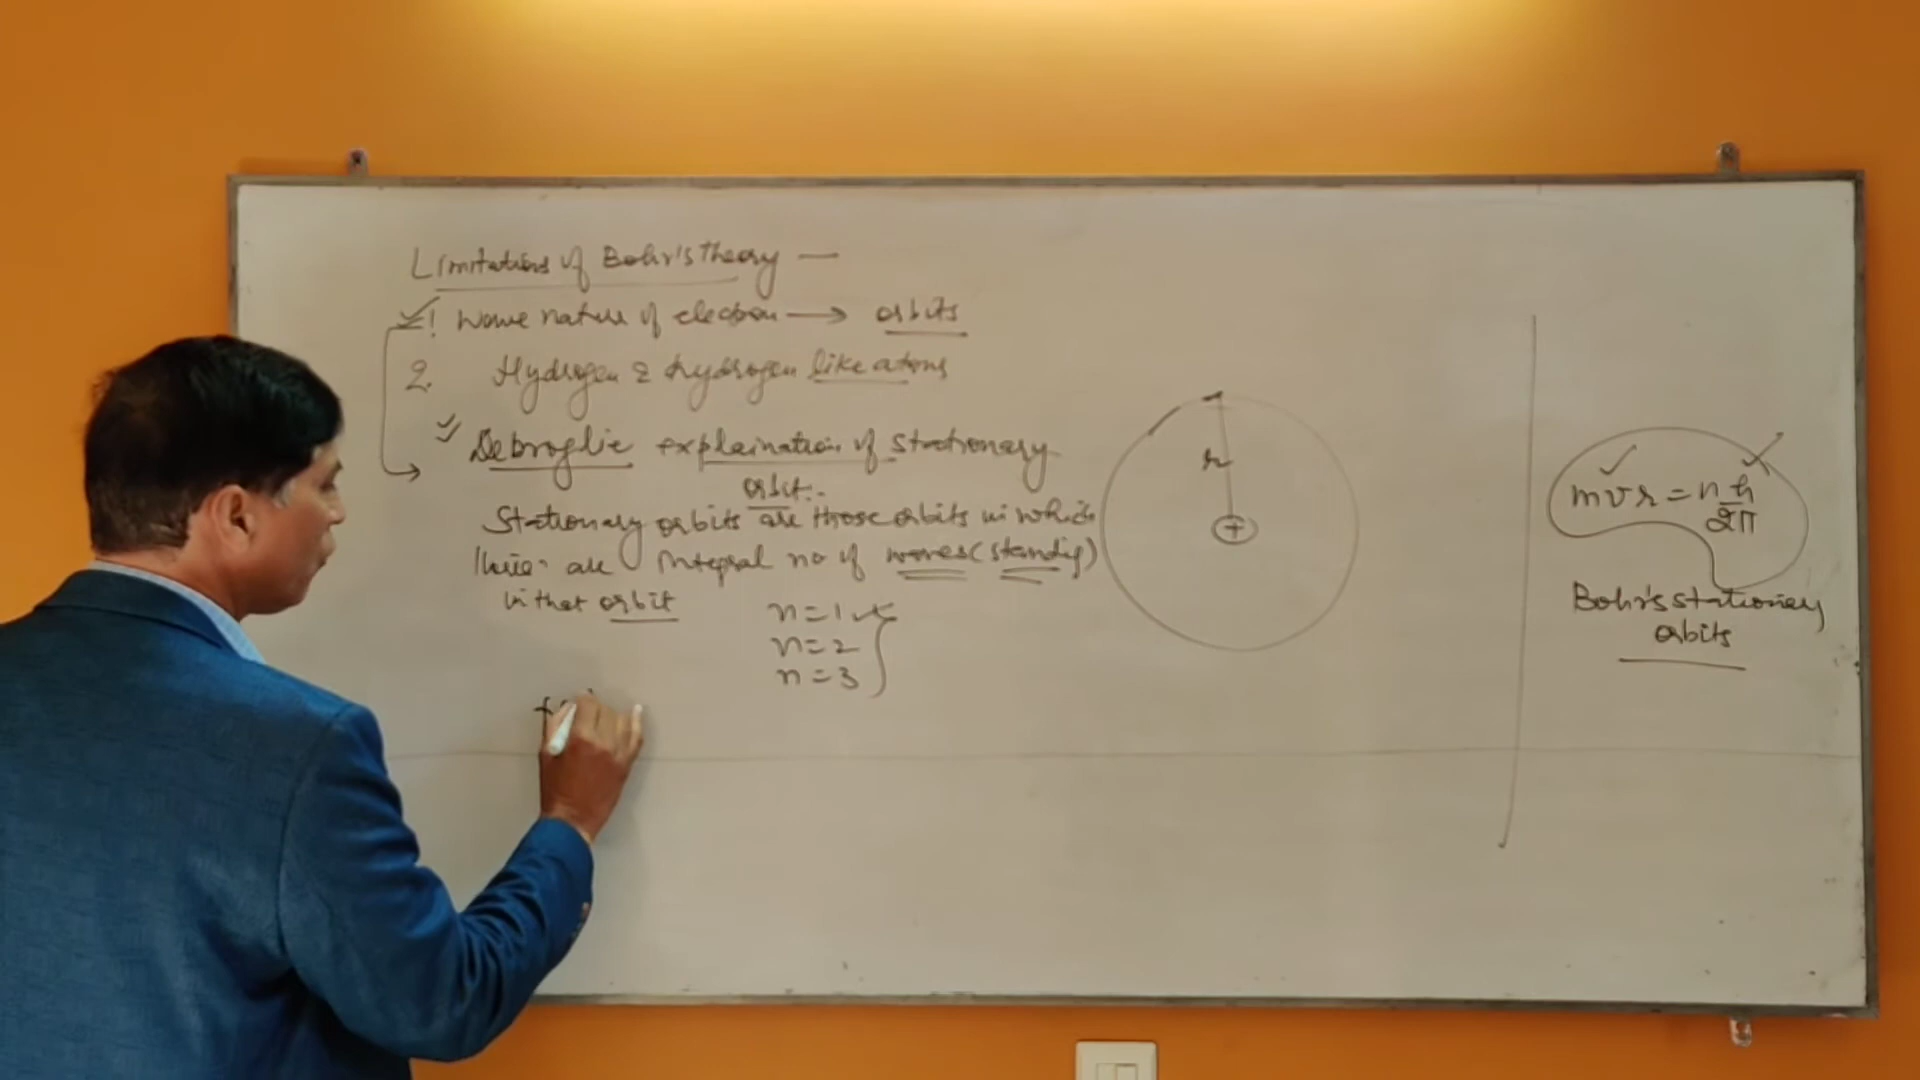 Limitations of Bohr's Theory —
1 wave nature of electron → orbits
2. Hydrogen & hydrogen like atoms
Debroglie explaination of stationary
orbit.
Stationary orbits are those orbits in which
there are Integral no of waves (standing)
in that orbit
n=1
n=2
n=3
r
+
mvr = nh/2π
Bohr's stationary
orbits